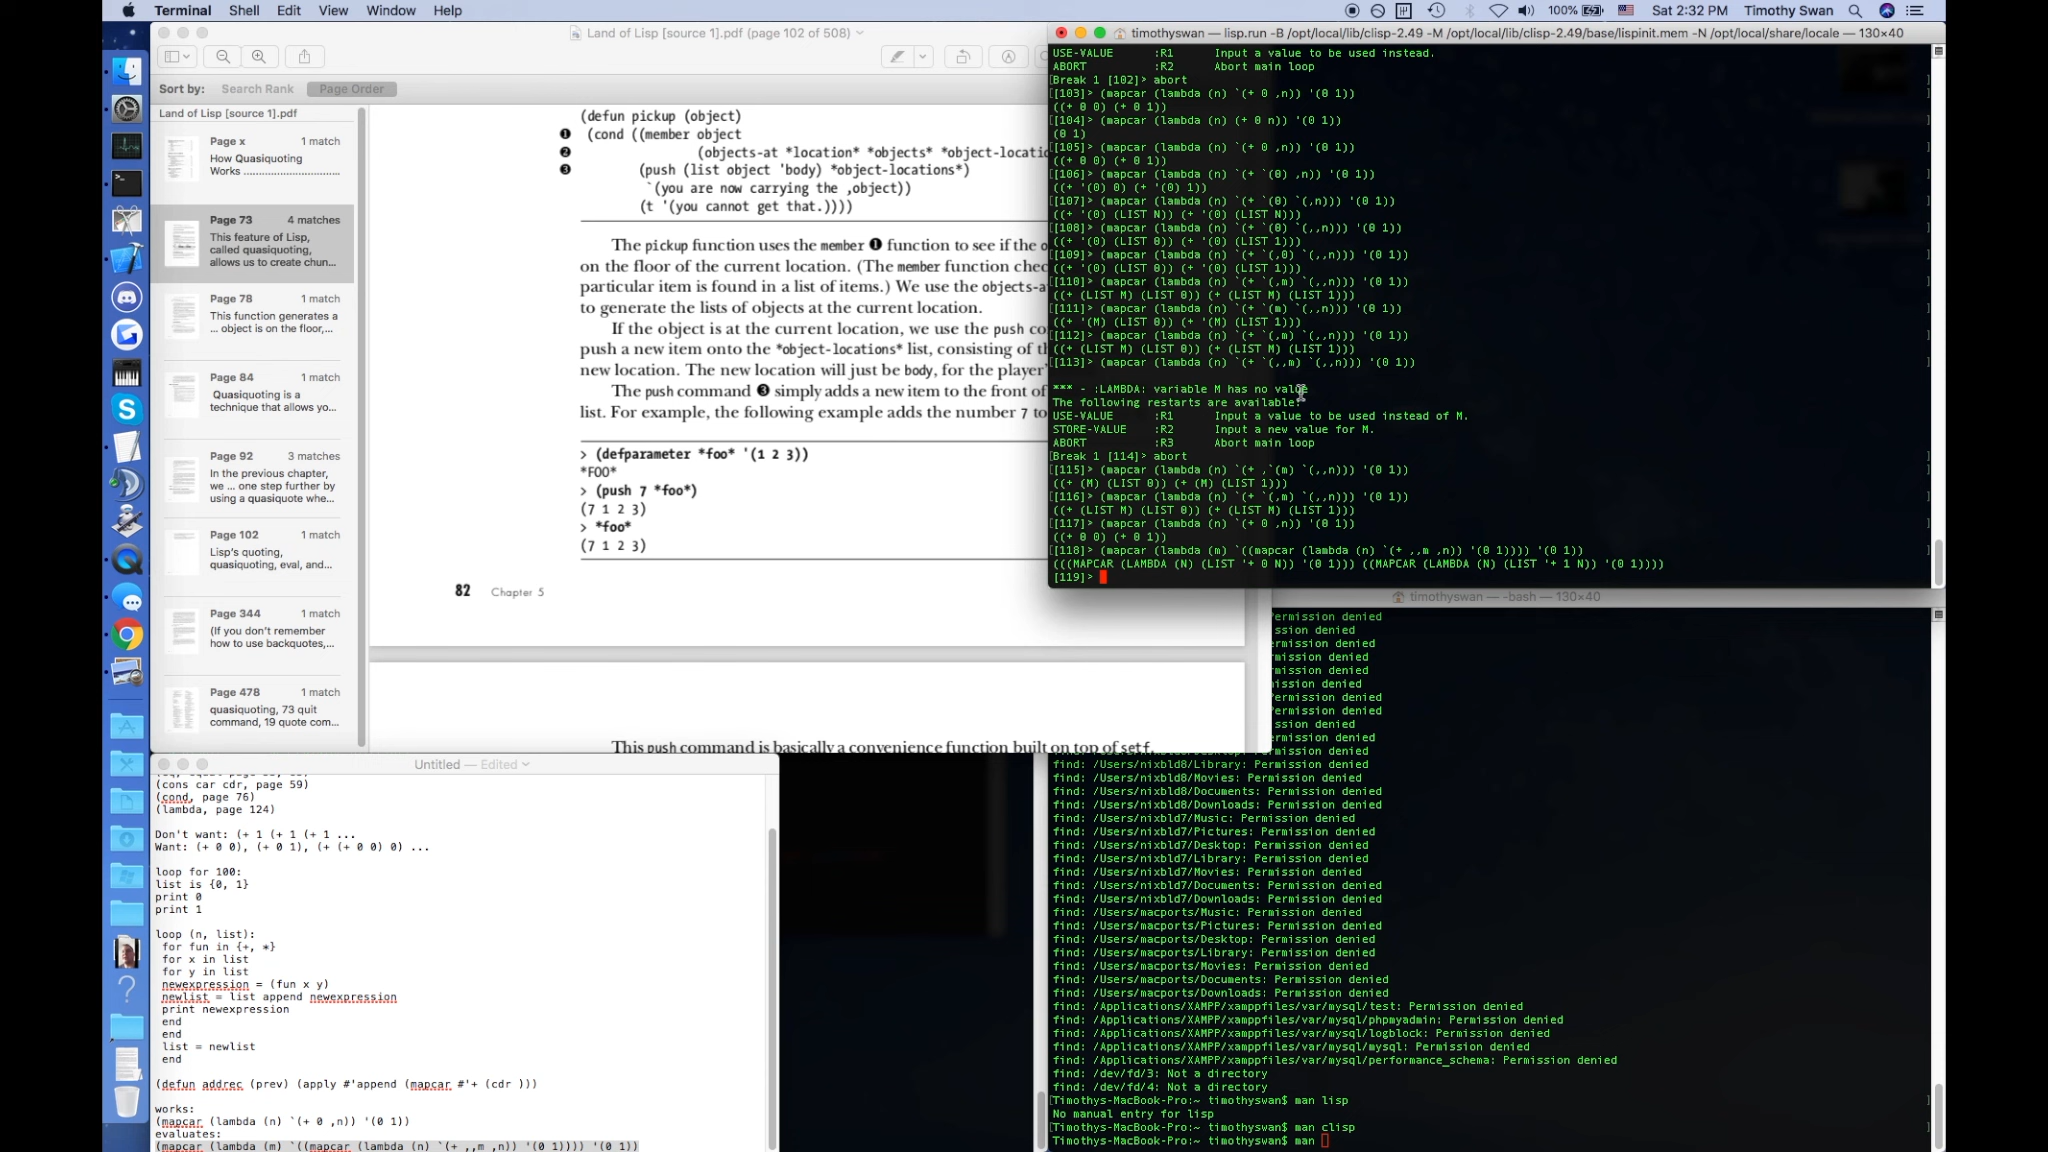 Terminal Shell Edit View Window Help
100% Sat 2:32 PM Timothy Swan
Land of Lisp [source 1].pdf (page 102 of 508)
Sort by: Search Rank Page Order
Land of Lisp [source 1].pdf
Page x 1 match
How Quasiquoting
Works ................................
Page 73 4 matches
This feature of Lisp,
called quasiquoting,
allows us to create chun...
Page 78 1 match
This function generates a
... object is on the floor,...
Page 84 1 match
Quasiquoting is a
technique that allows yo...
Page 92 3 matches
In the previous chapter,
we ... one step further by
using a quasiquote whe...
Page 102 1 match
Lisp's quoting,
quasiquoting, eval, and...
Page 344 1 match
(If you don't remember
how to use backquotes,...
Page 478 1 match
quasiquoting, 73 quit
command, 19 quote com...
(defun pickup (object)
❶ (cond ((member object
❷ (objects-at *location* *objects* *object-locatio
❸ (push (list object 'body) *object-locations*)
`(you are now carrying the ,object))
(t '(you cannot get that.))))
The pickup function uses the member ❶ function to see if the o
on the floor of the current location. (The member function chec
particular item is found in a list of items.) We use the objects-a
to generate the lists of objects at the current location.
If the object is at the current location, we use the push co
push a new item onto the *object-locations* list, consisting of th
new location. The new location will just be body, for the player'
The push command ❸ simply adds a new item to the front of
list. For example, the following example adds the number 7 to
> (defparameter *foo* '(1 2 3))
*FOO*
> (push 7 *foo*)
(7 1 2 3)
> *foo*
(7 1 2 3)
82 Chapter 5
This push command is basically a convenience function built on top of setf.
timothyswan — lisp.run -B /opt/local/lib/clisp-2.49 -M /opt/local/lib/clisp-2.49/base/lispinit.mem -N /opt/local/share/locale — 130×40
USE-VALUE :R1 Input a value to be used instead.
ABORT :R2 Abort main loop
Break 1 [102]> abort
[103]> (mapcar (lambda (n) `(+ 0 ,n)) '(0 1))
((+ 0 0) (+ 0 1))
[104]> (mapcar (lambda (n) (+ 0 n)) '(0 1))
(0 1)
[105]> (mapcar (lambda (n) `(+ 0 ,n)) '(0 1))
((+ 0 0) (+ 0 1))
[106]> (mapcar (lambda (n) `(+ `(0) ,n)) '(0 1))
((+ '(0) 0) (+ '(0) 1))
[107]> (mapcar (lambda (n) `(+ `(0) `(,n))) '(0 1))
((+ '(0) (LIST N)) (+ '(0) (LIST N)))
[108]> (mapcar (lambda (n) `(+ `(0) `(,,n))) '(0 1))
((+ '(0) (LIST 0)) (+ '(0) (LIST 1)))
[109]> (mapcar (lambda (n) `(+ `(,0) `(,,n))) '(0 1))
((+ '(0) (LIST 0)) (+ '(0) (LIST 1)))
[110]> (mapcar (lambda (n) `(+ `(,m) `(,,n))) '(0 1))
((+ (LIST M) (LIST 0)) (+ (LIST M) (LIST 1)))
[111]> (mapcar (lambda (n) `(+ `(m) `(,,n))) '(0 1))
((+ '(M) (LIST 0)) (+ '(M) (LIST 1)))
[112]> (mapcar (lambda (n) `(+ `(,m) `(,,n))) '(0 1))
((+ (LIST M) (LIST 0)) (+ (LIST M) (LIST 1)))
[113]> (mapcar (lambda (n) `(+ `(,,m) `(,,n))) '(0 1))
*** - :LAMBDA: variable M has no value
The following restarts are available:
USE-VALUE :R1 Input a value to be used instead of M.
STORE-VALUE :R2 Input a new value for M.
ABORT :R3 Abort main loop
Break 1 [114]> abort
[115]> (mapcar (lambda (n) `(+ ,`(m) `(,,n))) '(0 1))
((+ (M) (LIST 0)) (+ (M) (LIST 1)))
[116]> (mapcar (lambda (n) `(+ `(,m) `(,,n))) '(0 1))
((+ (LIST M) (LIST 0)) (+ (LIST M) (LIST 1)))
[117]> (mapcar (lambda (n) `(+ 0 ,n)) '(0 1))
((+ 0 0) (+ 0 1))
[118]> (mapcar (lambda (m) `((mapcar (lambda (n) `(+ ,,m ,n)) '(0 1)))) '(0 1))
(((MAPCAR (LAMBDA (N) (LIST '+ 0 N)) '(0 1))) ((MAPCAR (LAMBDA (N) (LIST '+ 1 N)) '(0 1))))
[119]>
timothyswan — -bash — 130×40
ermission denied
ssion denied
rmission denied
mission denied
rmission denied
ission denied
ermission denied
rmission denied
ssion denied
ermission denied
ermission denied
find: /Users/nixbld8/Library: Permission denied
find: /Users/nixbld8/Movies: Permission denied
find: /Users/nixbld8/Documents: Permission denied
find: /Users/nixbld8/Downloads: Permission denied
find: /Users/nixbld7/Music: Permission denied
find: /Users/nixbld7/Pictures: Permission denied
find: /Users/nixbld7/Desktop: Permission denied
find: /Users/nixbld7/Library: Permission denied
find: /Users/nixbld7/Movies: Permission denied
find: /Users/nixbld7/Documents: Permission denied
find: /Users/nixbld7/Downloads: Permission denied
find: /Users/macports/Music: Permission denied
find: /Users/macports/Pictures: Permission denied
find: /Users/macports/Desktop: Permission denied
find: /Users/macports/Library: Permission denied
find: /Users/macports/Movies: Permission denied
find: /Users/macports/Documents: Permission denied
find: /Users/macports/Downloads: Permission denied
find: /Applications/XAMPP/xamppfiles/var/mysql/test: Permission denied
find: /Applications/XAMPP/xamppfiles/var/mysql/phpmyadmin: Permission denied
find: /Applications/XAMPP/xamppfiles/var/mysql/logblock: Permission denied
find: /Applications/XAMPP/xamppfiles/var/mysql/mysql: Permission denied
find: /Applications/XAMPP/xamppfiles/var/mysql/performance_schema: Permission denied
find: /dev/fd/3: Not a directory
find: /dev/fd/4: Not a directory
Timothys-MacBook-Pro:~ timothyswan$ man lisp
No manual entry for lisp
Timothys-MacBook-Pro:~ timothyswan$ man clisp
Timothys-MacBook-Pro:~ timothyswan$ man
Untitled — Edited
(cons car cdr, page 59)
(cond, page 76)
(lambda, page 124)
Don't want: (+ 1 (+ 1 (+ 1 ...
Want: (+ 0 0), (+ 0 1), (+ (+ 0 0) 0) ...
loop for 100:
list is {0, 1}
print 0
print 1
loop (n, list):
for fun in {+, *}
for x in list
for y in list
newexpression = (fun x y)
newlist = list append newexpression
print newexpression
end
end
list = newlist
end
(defun addrec (prev) (apply #'append (mapcar #'+ (cdr )))
works:
(mapcar (lambda (n) `(+ 0 ,n)) '(0 1))
evaluates:
(mapcar (lambda (m) `((mapcar (lambda (n) `(+ ,,m ,n)) '(0 1)))) '(0 1))